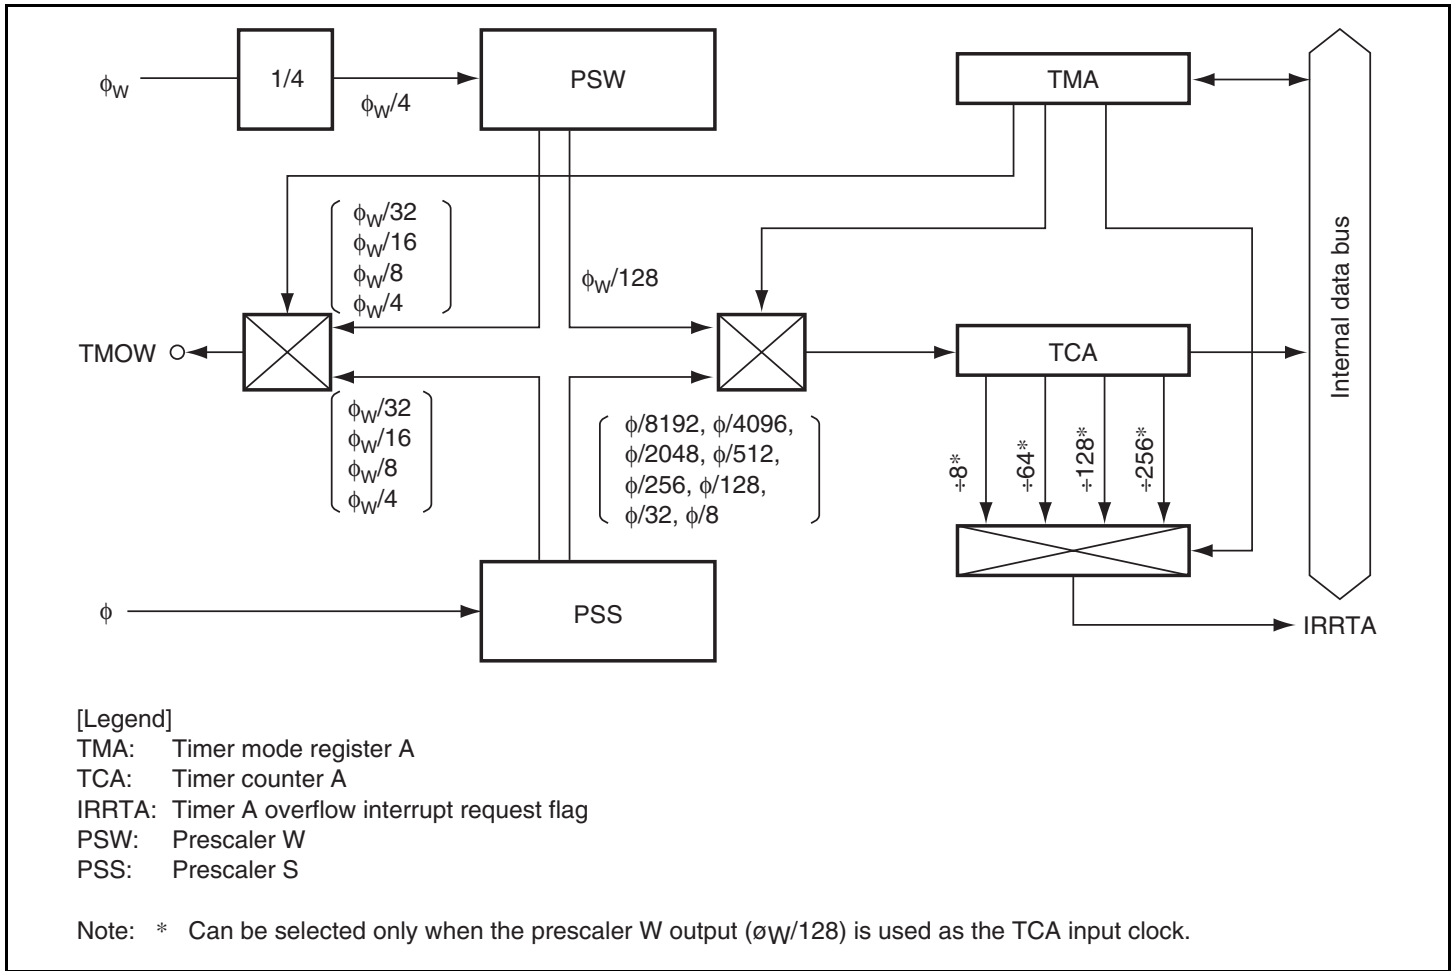 ϕW
1/4
ϕW/4
PSW
TMA
ϕW/32
ϕW/16
ϕW/8
ϕW/4
ϕW/128
Internal data bus
TMOW
TCA
ϕW/32
ϕW/16
ϕW/8
ϕW/4
ϕ/8192, ϕ/4096,
ϕ/2048, ϕ/512,
ϕ/256, ϕ/128,
ϕ/32, ϕ/8
÷8*
÷64*
÷128*
÷256*
ϕ
PSS
IRRTA
[Legend]
TMA: Timer mode register A
TCA: Timer counter A
IRRTA: Timer A overflow interrupt request flag
PSW: Prescaler W
PSS: Prescaler S
Note: * Can be selected only when the prescaler W output (øW/128) is used as the TCA input clock.